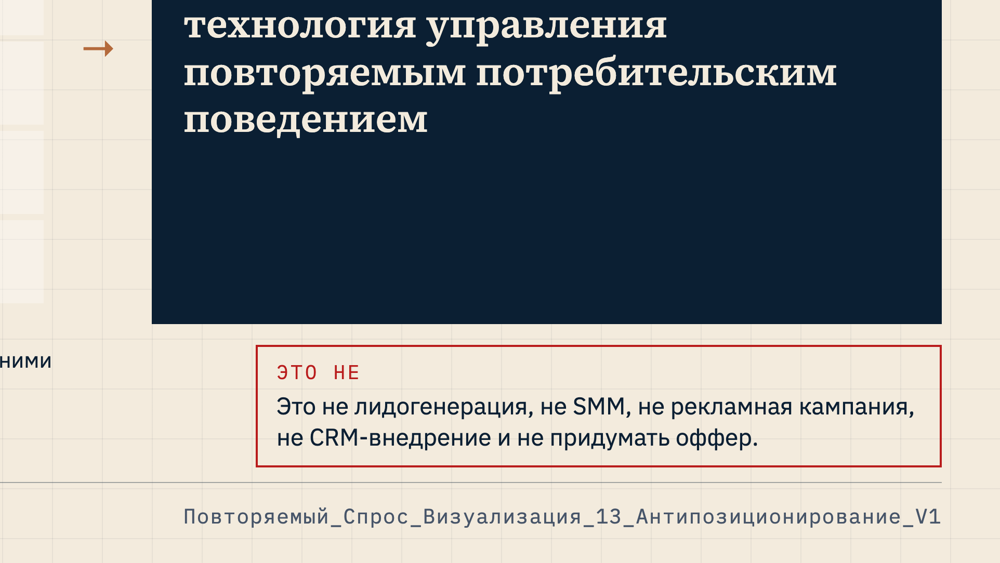 технология управления
повторяемым потребительским
поведением
ними
ЭТО НЕ
Это не лидогенерация, не SMM, не рекламная кампания,
не CRM-внедрение и не придумать оффер.
Повторяемый_Спрос_Визуализация_13_Антипозиционирование_V1